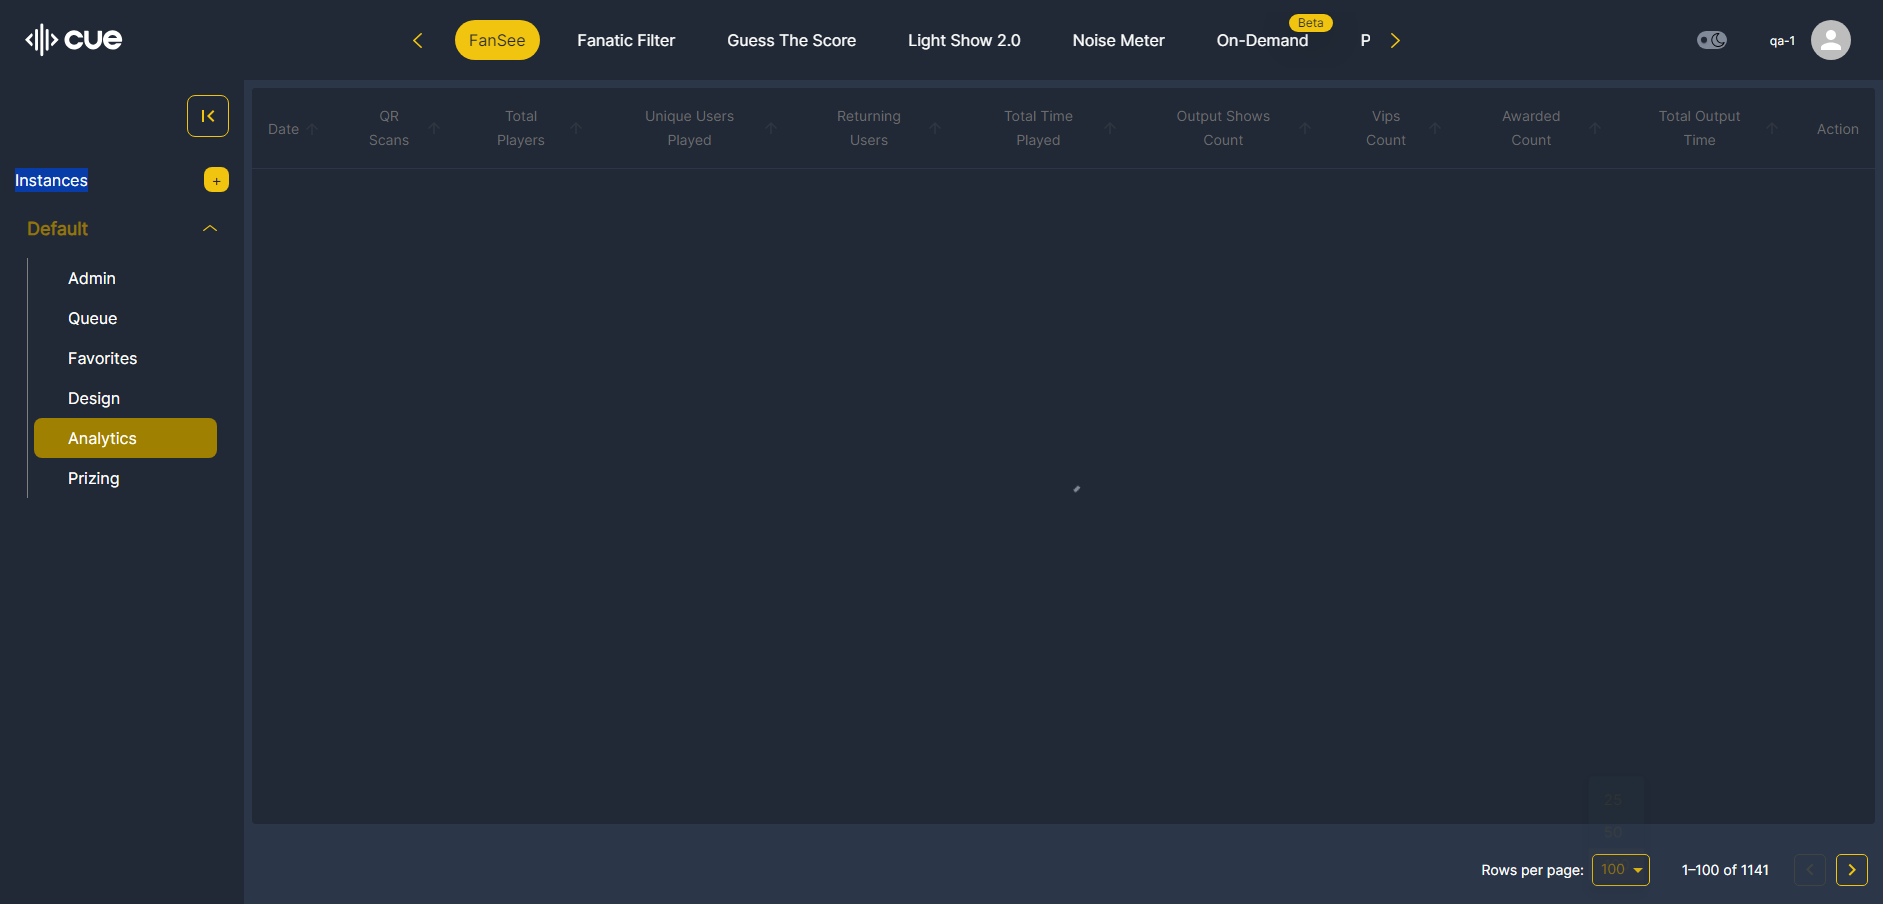 cue
FanSee
Fanatic Filter
Guess The Score
Light Show 2.0
Noise Meter
On-Demand
Beta
P
qa-1
Instances
+
Default
Admin
Queue
Favorites
Design
Analytics
Prizing
Date
QR
Scans
Total
Players
Unique Users
Played
Returning
Users
Total Time
Played
Output Shows
Count
Vips
Count
Awarded
Count
Total Output
Time
Action
25
50
Rows per page: 100
1–100 of 1141